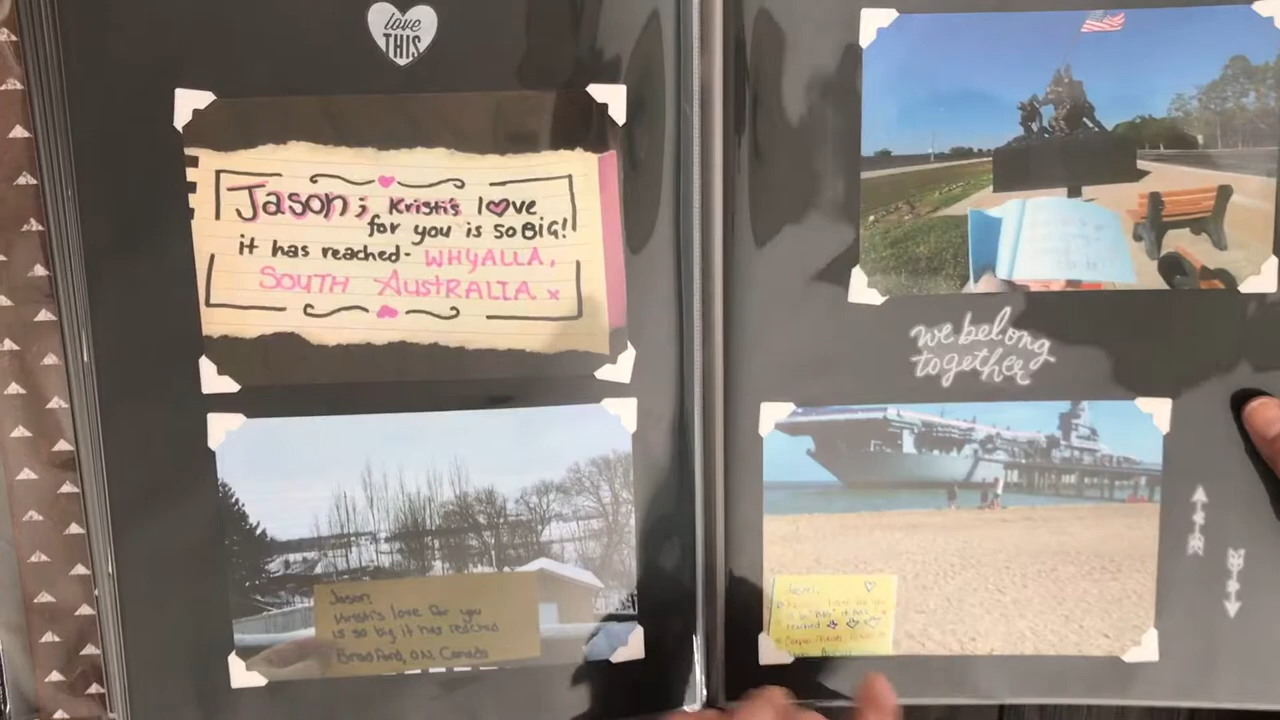 love
THIS
Jason; Kristi's love
for you is so BiG!
it has reached- WHYALLA,
SOUTH AUSTRALIA x
Jason,
Kristi's love for you
is so big it has reached
Bradford, ON, Canada
we belong
together
Jason,
reached